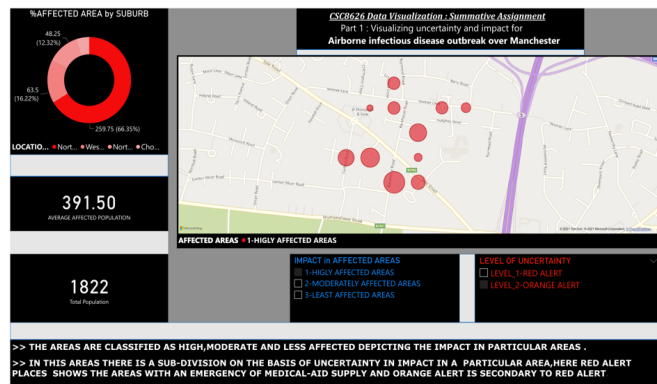 %AFFECTED AREA by SUBURB
48.25
(12.32%)
63.5
(16.22%)
259.75 (66.35%)
LOCATIO... Nort... Wes... Nort... Cho...
CSC8626 Data Visualization : Summative Assignment
Part 1 : Visualizing uncertainty and impact for
Airborne infectious disease outbreak over Manchester
391.50
AVERAGE AFFECTED POPULATION
1822
Total Population
AFFECTED AREAS 1-HIGLY AFFECTED AREAS
IMPACT in AFFECTED AREAS
1-HIGLY AFFECTED AREAS
2-MODERATELY AFFECTED AREAS
3-LEAST AFFECTED AREAS
LEVEL OF UNCERTAINTY
LEVEL_1-RED ALERT
LEVEL_2-ORANGE ALERT
>> THE AREAS ARE CLASSIFIED AS HIGH,MODERATE AND LESS AFFECTED DEPICTING THE IMPACT IN PARTICULAR AREAS .
>> IN THIS AREAS THERE IS A SUB-DIVISION ON THE BASIS OF UNCERTAINTY IN IMPACT IN A PARTICULAR AREA,HERE RED ALERT
PLACES SHOWS THE AREAS WITH AN EMERGENCY OF MEDICAL-AID SUPPLY AND ORANGE ALERT IS SECONDARY TO RED ALERT